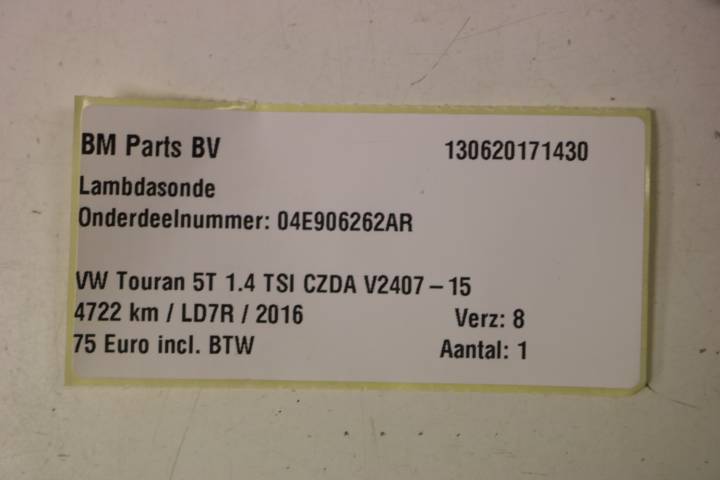 BM Parts BV 130620171430
Lambdasonde
Onderdeelnummer: 04E906262AR
VW Touran 5T 1.4 TSI CZDA V2407 – 15
4722 km / LD7R / 2016 Verz: 8
75 Euro incl. BTW Aantal: 1